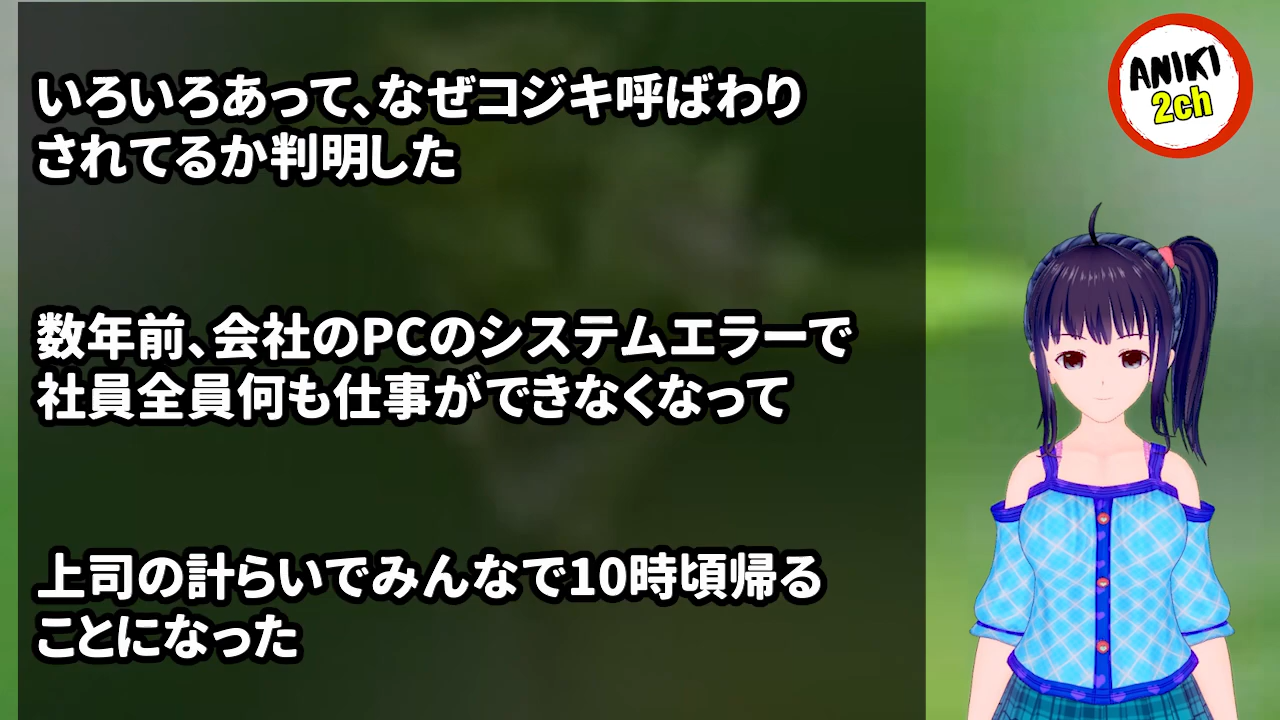 いろいろあって、なぜコジキ呼ばわり
されてるか判明した
数年前、会社のPCのシステムエラーで
社員全員何も仕事ができなくなって
上司の計らいでみんなで10時頃帰る
ことになった
ANIKI
2ch